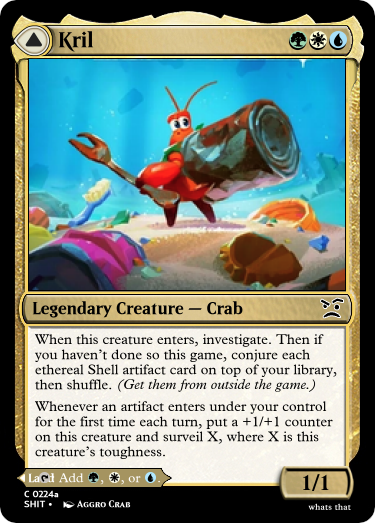 Kril
Legendary Creature — Crab
When this creature enters, investigate. Then if
you haven't done so this game, conjure each
ethereal Shell artifact card on top of your library,
then shuffle. (Get them from outside the game.)
Whenever an artifact enters under your control
for the first time each turn, put a +1/+1 counter
on this creature and surveil X, where X is this
creature's toughness.
Land Add , , or .
1/1
C 0224a
SHIT • Aggro Crab
whats that